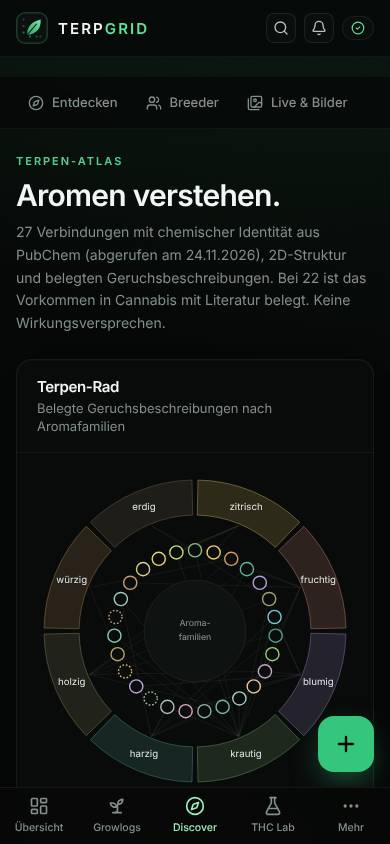 TERPGRID
Entdecken
Breeder
Live & Bilder
TERPEN-ATLAS
Aromen verstehen.
27 Verbindungen mit chemischer Identität aus
PubChem (abgerufen am 24.11.2026), 2D-Struktur
und belegten Geruchsbeschreibungen. Bei 22 ist das
Vorkommen in Cannabis mit Literatur belegt. Keine
Wirkungsversprechen.
Terpen-Rad
Belegte Geruchsbeschreibungen nach
Aromafamilien
erdig
zitrisch
würzig
fruchtig
Aroma-
familien
holzig
blumig
harzig
krautig
Übersicht
Growlogs
Discover
THC Lab
Mehr